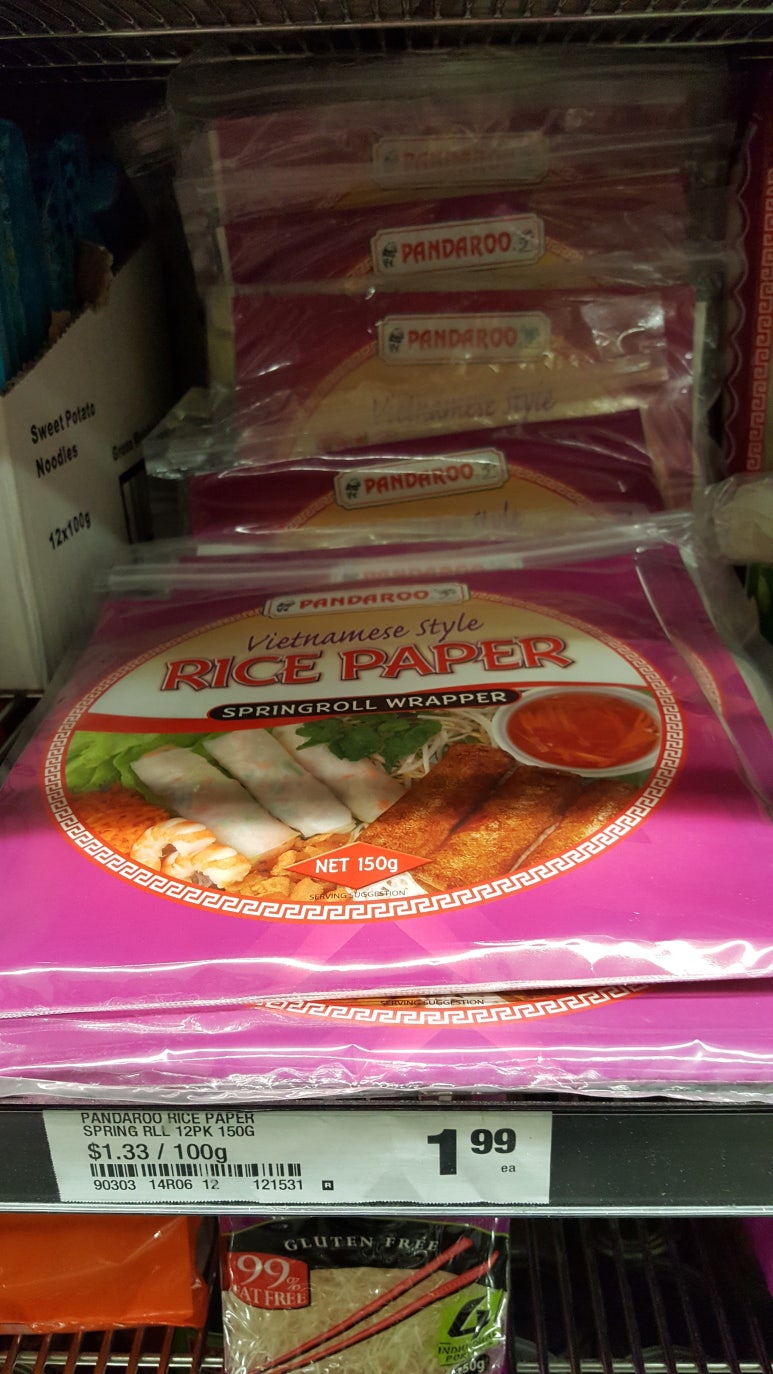 PANDAROO
PANDAROO
PANDAROO
Vietnamese Style
PANDAROO
Style
Sweet Potato
Noodles
12x100g
PANDAROO
PANDAROO
Vietnamese Style
RICE PAPER
SPRINGROLL WRAPPER
NET 150g
SERVING SUGGESTION
SERVING SUGGESTION
PANDAROO RICE PAPER
SPRING RLL 12PK 150G
$1.33 / 100g
90303 14R06 12 121531 R
1 99
ea
GLUTEN FREE
99%
FAT FREE